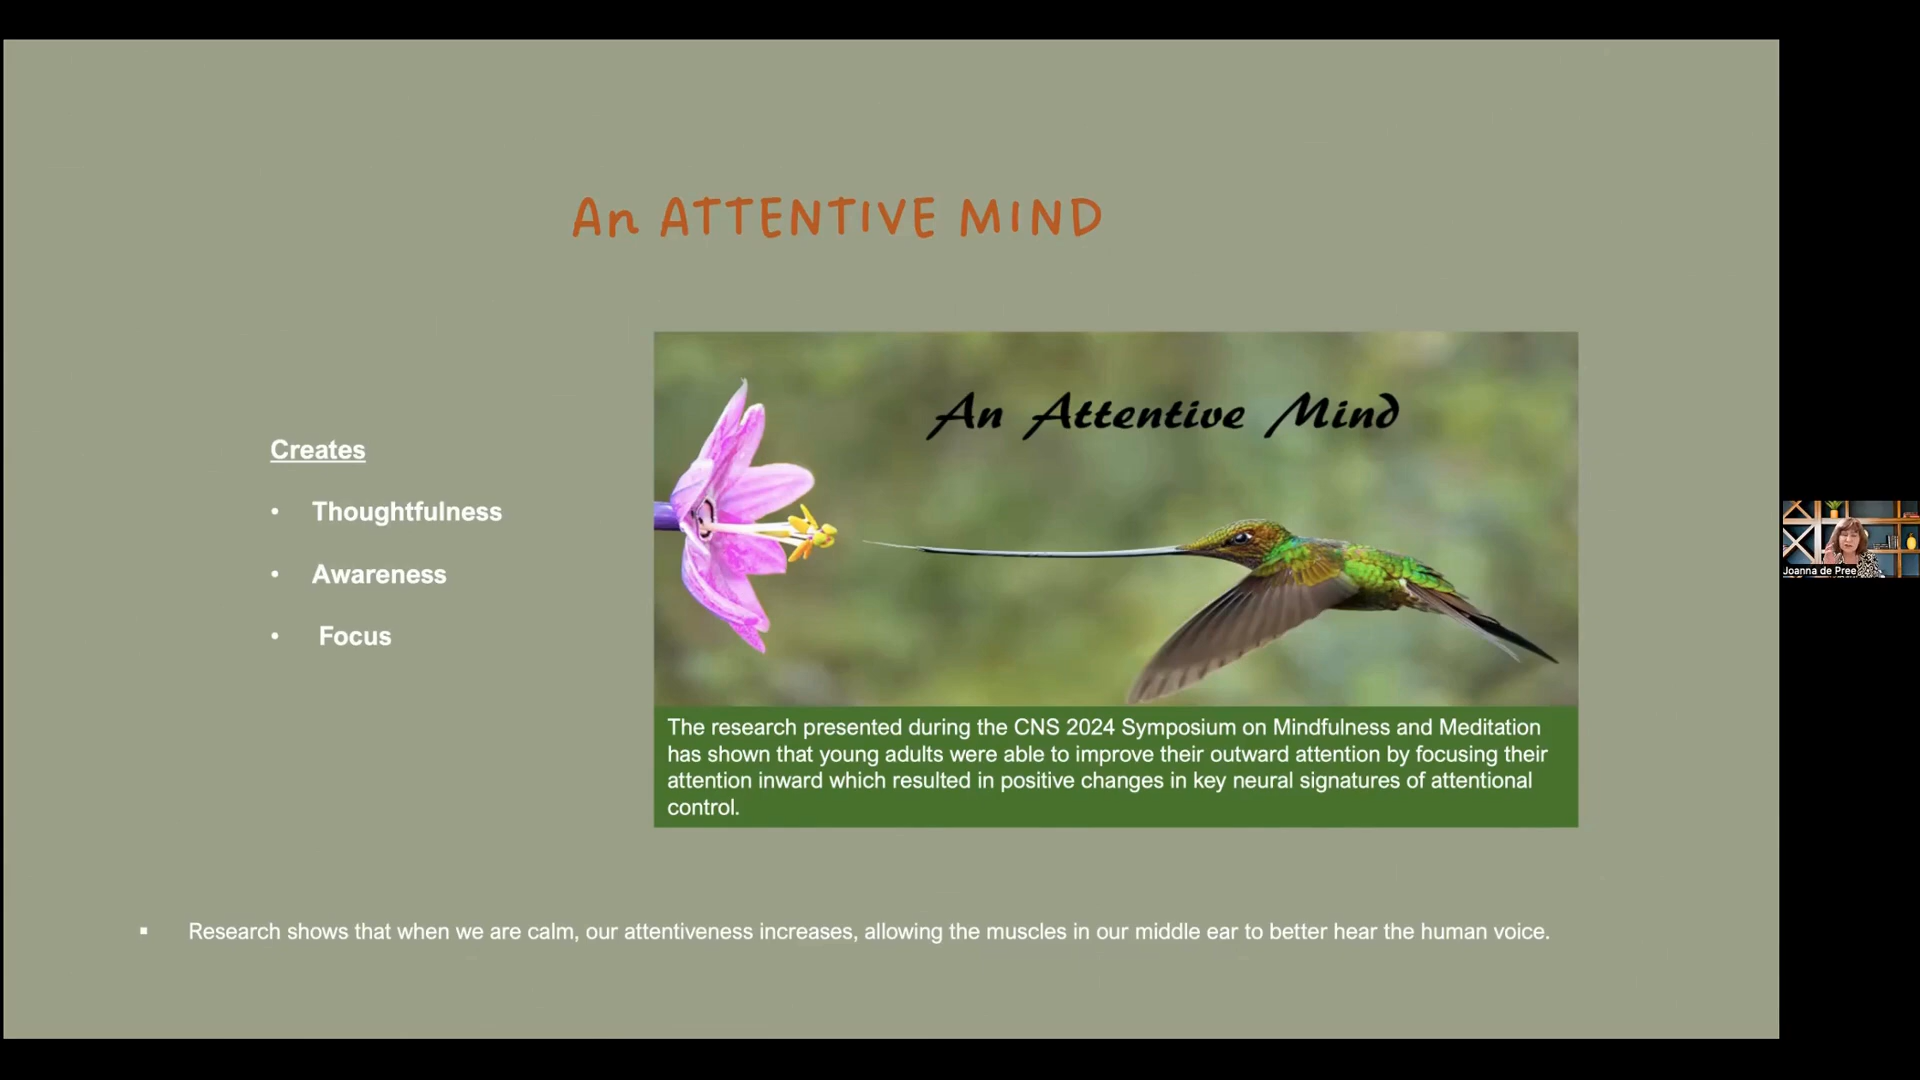 An ATTENTIVE MIND
Creates
• Thoughtfulness
• Awareness
• Focus
An Attentive Mind
The research presented during the CNS 2024 Symposium on Mindfulness and Meditation
has shown that young adults were able to improve their outward attention by focusing their
attention inward which resulted in positive changes in key neural signatures of attentional
control.
▪ Research shows that when we are calm, our attentiveness increases, allowing the muscles in our middle ear to better hear the human voice.
Joanna de Pree